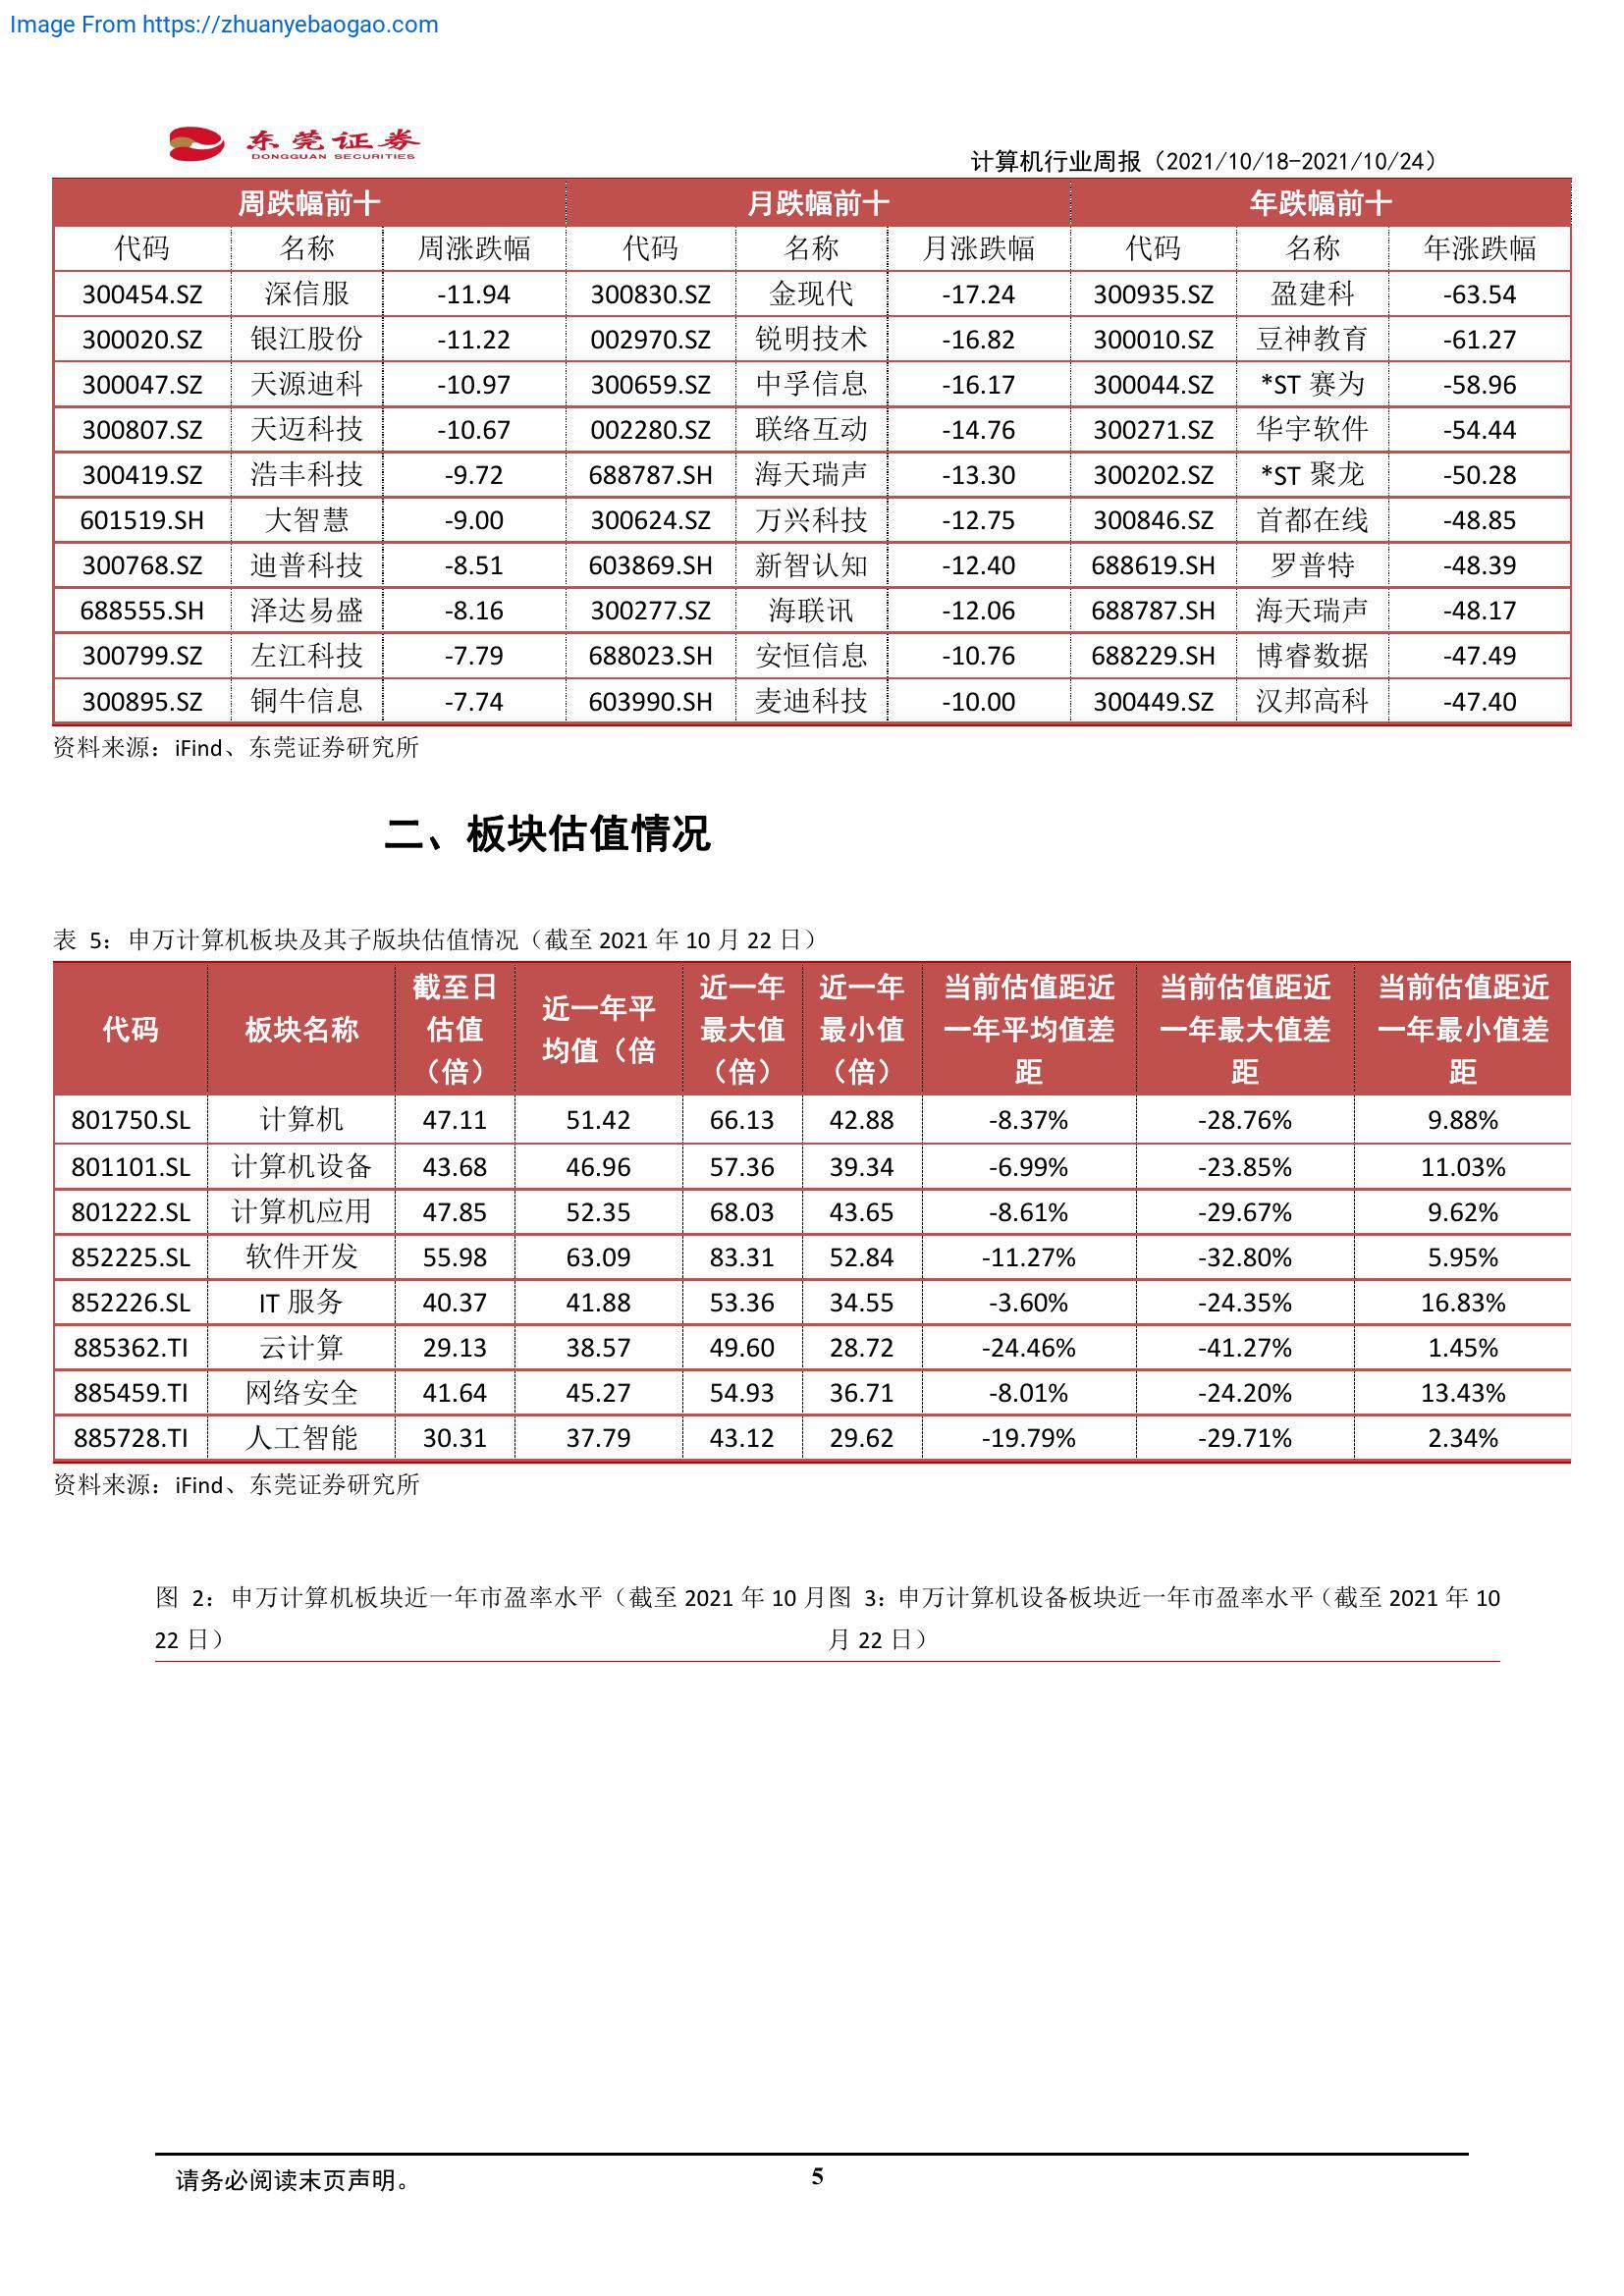 Image From https://zhuanyebaogao.com
东莞证券
DONGGUAN SECURITIES
计算机行业周报（2021/10/18-2021/10/24）
周跌幅前十 月跌幅前十 年跌幅前十
代码 名称 周涨跌幅 代码 名称 月涨跌幅 代码 名称 年涨跌幅
300454.SZ 深信服 -11.94 300830.SZ 金现代 -17.24 300935.SZ 盈建科 -63.54
300020.SZ 银江股份 -11.22 002970.SZ 锐明技术 -16.82 300010.SZ 豆神教育 -61.27
300047.SZ 天源迪科 -10.97 300659.SZ 中孚信息 -16.17 300044.SZ *ST 赛为 -58.96
300807.SZ 天迈科技 -10.67 002280.SZ 联络互动 -14.76 300271.SZ 华宇软件 -54.44
300419.SZ 浩丰科技 -9.72 688787.SH 海天瑞声 -13.30 300202.SZ *ST 聚龙 -50.28
601519.SH 大智慧 -9.00 300624.SZ 万兴科技 -12.75 300846.SZ 首都在线 -48.85
300768.SZ 迪普科技 -8.51 603869.SH 新智认知 -12.40 688619.SH 罗普特 -48.39
688555.SH 泽达易盛 -8.16 300277.SZ 海联讯 -12.06 688787.SH 海天瑞声 -48.17
300799.SZ 左江科技 -7.79 688023.SH 安恒信息 -10.76 688229.SH 博睿数据 -47.49
300895.SZ 铜牛信息 -7.74 603990.SH 麦迪科技 -10.00 300449.SZ 汉邦高科 -47.40
资料来源：iFind、东莞证券研究所
二、板块估值情况
表 5：申万计算机板块及其子版块估值情况（截至 2021 年 10 月 22 日）
截至日 近一年 近一年 当前估值距近 当前估值距近 当前估值距近
代码 板块名称 估值 近一年平 最大值 最小值 一年平均值差 一年最大值差 一年最小值差
（倍） 均值（倍 （倍） （倍） 距 距 距
801750.SL 计算机 47.11 51.42 66.13 42.88 -8.37% -28.76% 9.88%
801101.SL 计算机设备 43.68 46.96 57.36 39.34 -6.99% -23.85% 11.03%
801222.SL 计算机应用 47.85 52.35 68.03 43.65 -8.61% -29.67% 9.62%
852225.SL 软件开发 55.98 63.09 83.31 52.84 -11.27% -32.80% 5.95%
852226.SL IT 服务 40.37 41.88 53.36 34.55 -3.60% -24.35% 16.83%
885362.TI 云计算 29.13 38.57 49.60 28.72 -24.46% -41.27% 1.45%
885459.TI 网络安全 41.64 45.27 54.93 36.71 -8.01% -24.20% 13.43%
885728.TI 人工智能 30.31 37.79 43.12 29.62 -19.79% -29.71% 2.34%
资料来源：iFind、东莞证券研究所
图 2：申万计算机板块近一年市盈率水平（截至 2021 年 10 月
22 日）
图 3：申万计算机设备板块近一年市盈率水平（截至 2021 年 10
月 22 日）
请务必阅读末页声明。
5